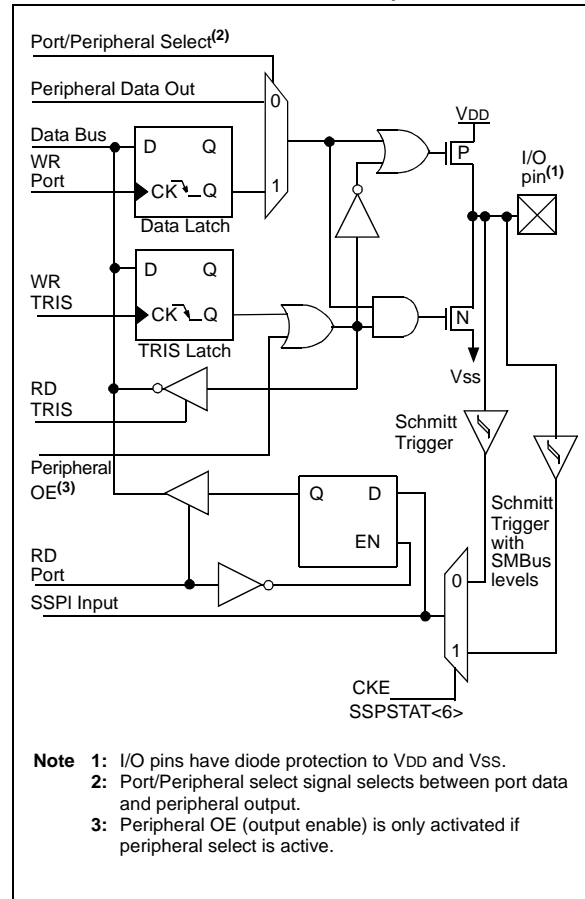 Port/Peripheral Select(2)
Peripheral Data Out
0
VDD
Data Bus
D Q
P
I/O
pin(1)
WR
Port
CK Q
1
Data Latch
D Q
WR
TRIS
CK Q
N
TRIS Latch
Vss
RD
TRIS
Schmitt
Trigger
Peripheral
OE(3)
Q D
Schmitt
Trigger
with
SMBus
levels
EN
RD
Port
0
SSPI Input
1
CKE
SSPSTAT<6>
Note 1: I/O pins have diode protection to VDD and VSS.
2: Port/Peripheral select signal selects between port data
and peripheral output.
3: Peripheral OE (output enable) is only activated if
peripheral select is active.